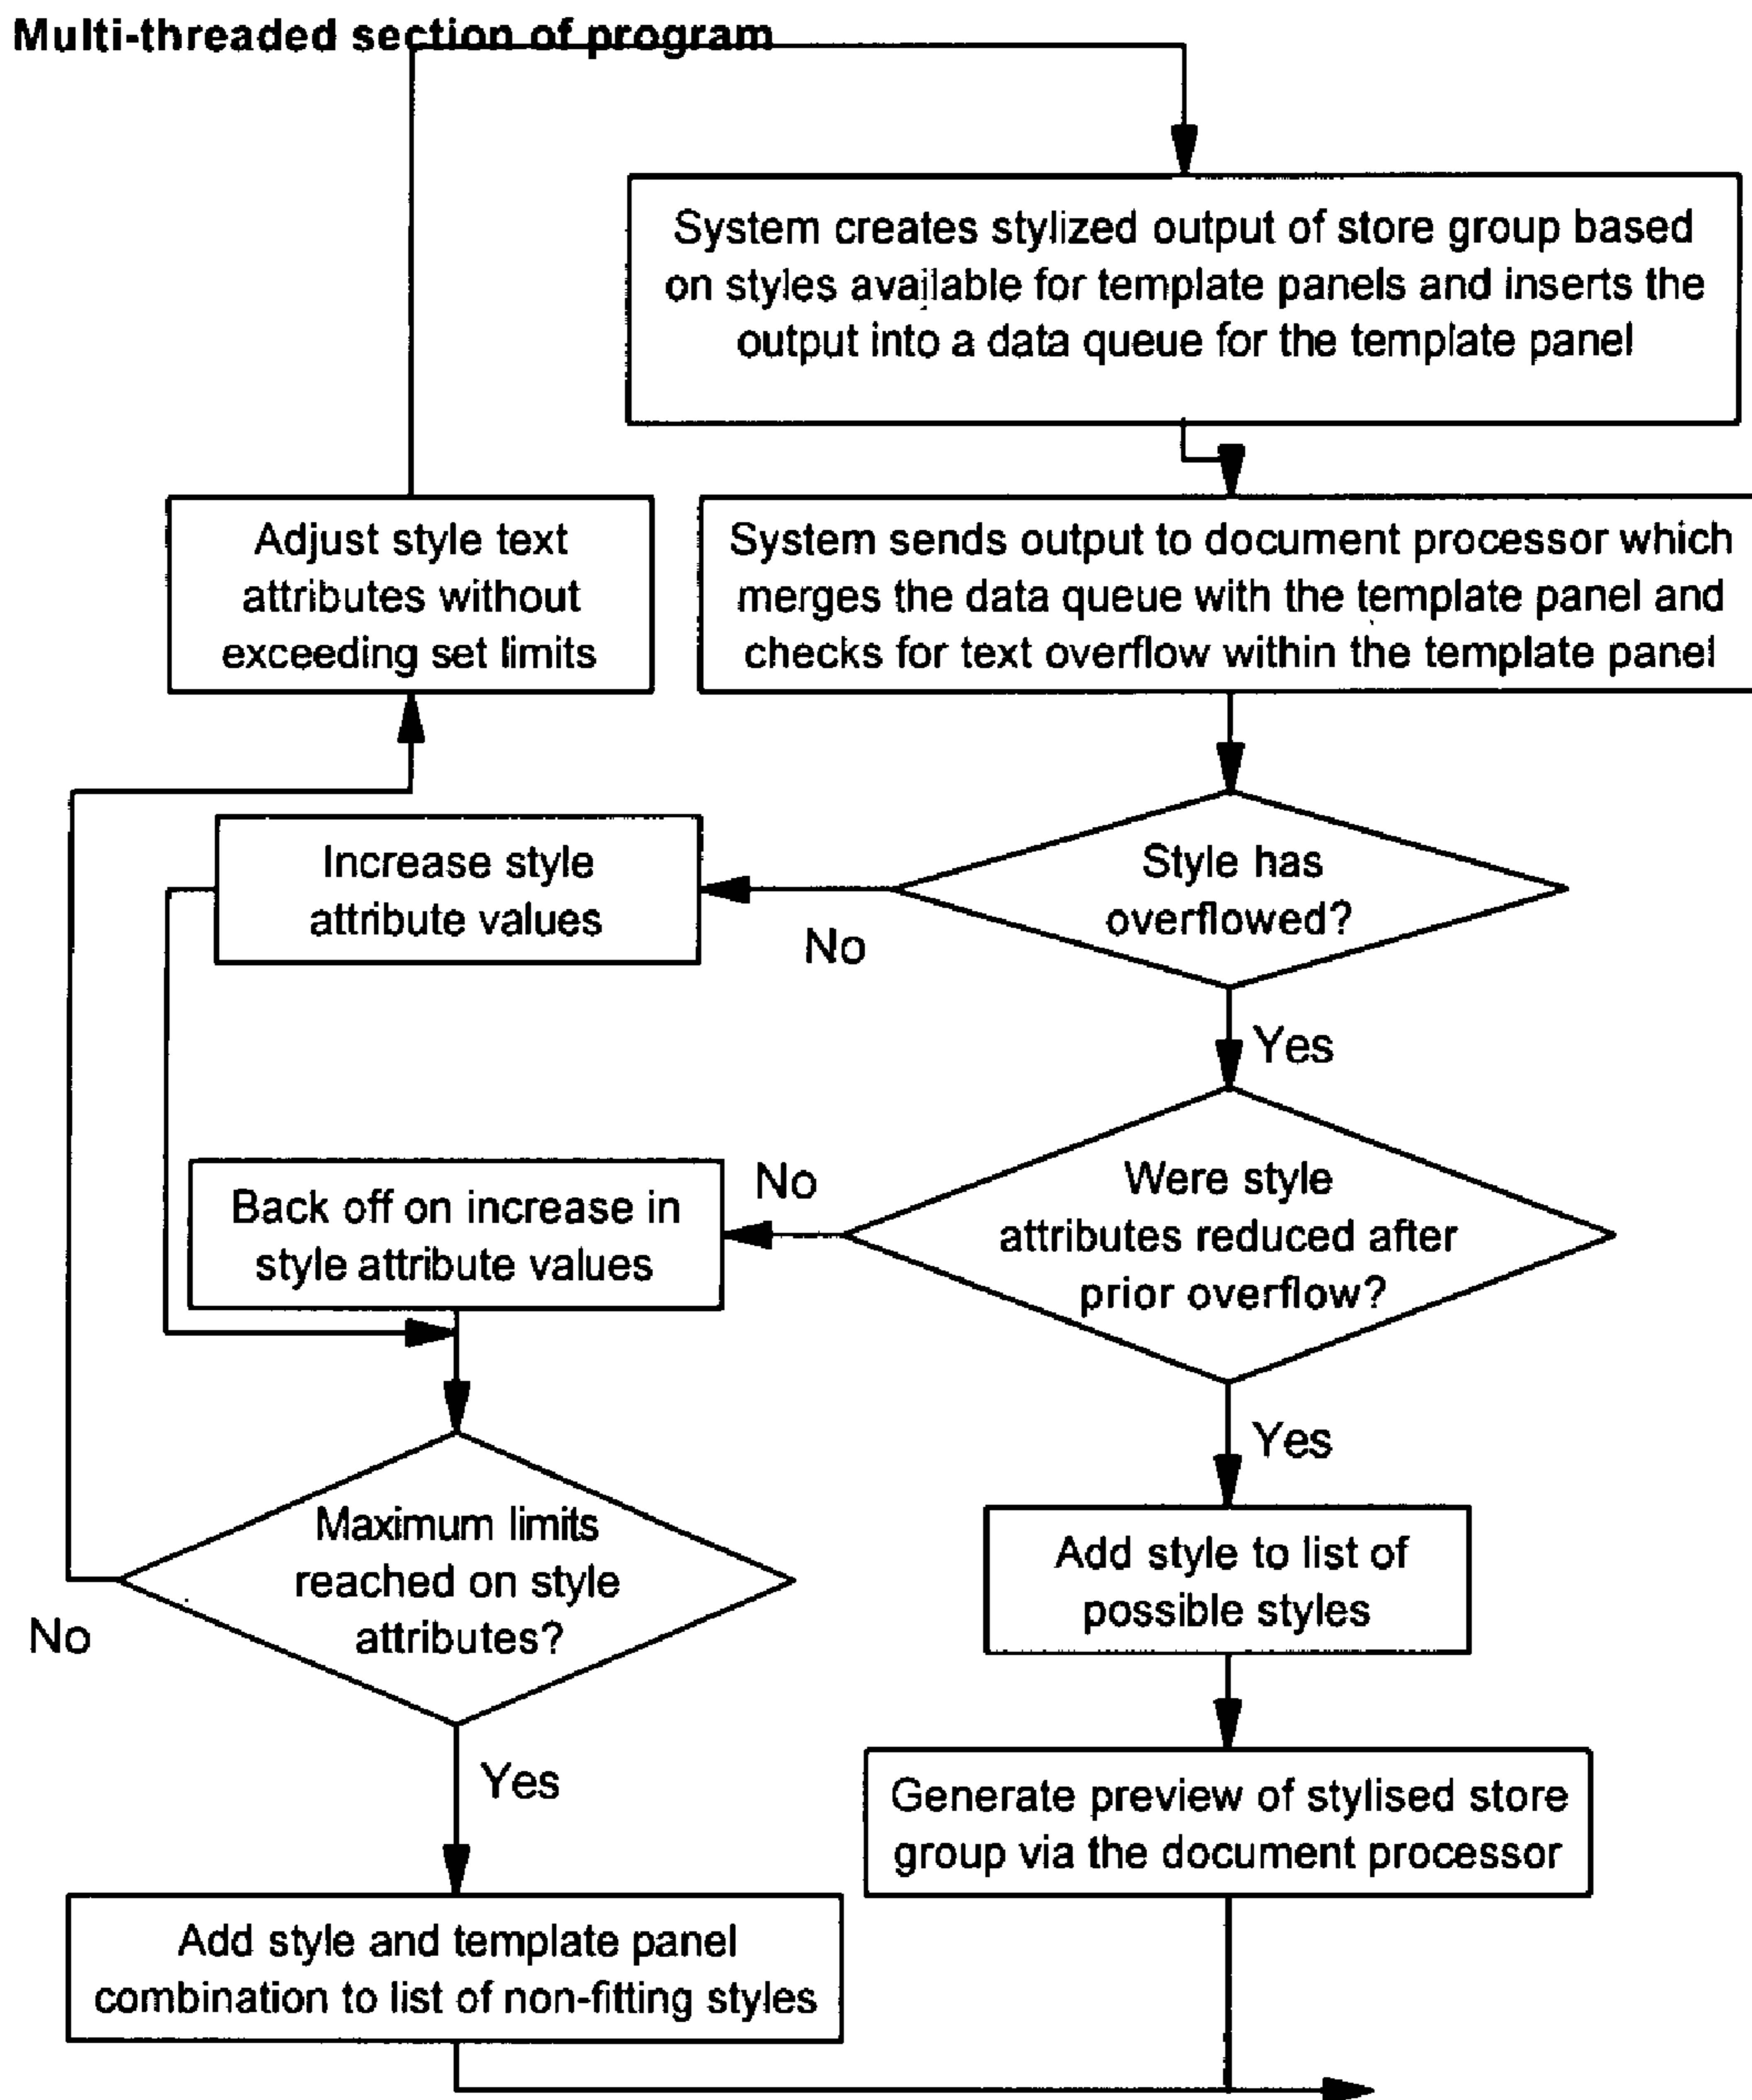 Multi-threaded section of program
System creates stylized output of store group based
on styles available for template panels and inserts the
output into a data queue for the template panel
Adjust style text
attributes without
exceeding set limits
System sends output to document processor which
merges the data queue with the template panel and
checks for text overflow within the template panel
Increase style
attribute values
No
Style has
overflowed?
Yes
Back off on increase in
style attribute values
No
Were style
attributes reduced after
prior overflow?
Yes
Maximum limits
reached on style
attributes?
No
Yes
Add style to list of
possible styles
Generate preview of stylised store
group via the document processor
Add style and template panel
combination to list of non-fitting styles